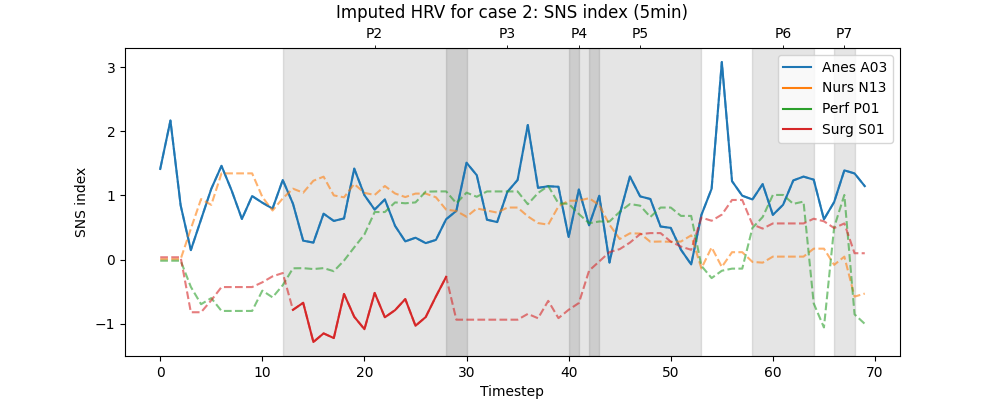 Imputed HRV for case 2: SNS index (5min)
P2 P3 P4 P5 P6 P7
Anes A03
Nurs N13
Perf P01
Surg S01
3
2
1
0
−1
SNS index
0 10 20 30 40 50 60 70
Timestep